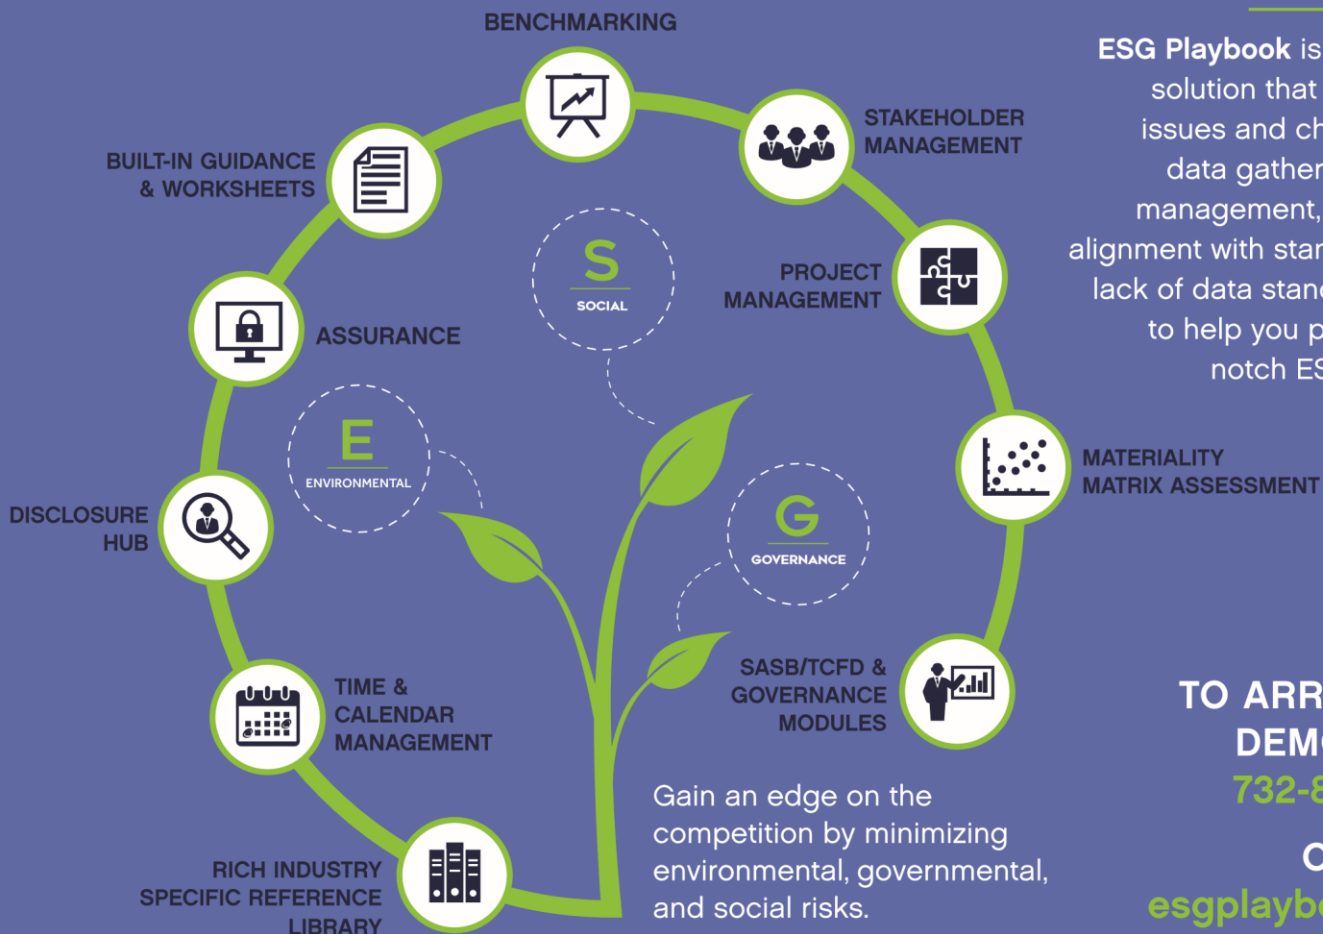 BENCHMARKING
STAKEHOLDER
MANAGEMENT
BUILT-IN GUIDANCE
& WORKSHEETS
PROJECT
MANAGEMENT
ASSURANCE
S
SOCIAL
E
ENVIRONMENTAL
G
GOVERNANCE
MATERIALITY
MATRIX ASSESSMENT
DISCLOSURE
HUB
SASB/TCFD &
GOVERNANCE
MODULES
TIME &
CALENDAR
MANAGEMENT
RICH INDUSTRY
SPECIFIC REFERENCE
LIBRARY
Gain an edge on the
competition by minimizing
environmental, governmental,
and social risks.
ESG Playbook is
solution that
issues and
data
management,
alignment with
lack of data
to help you
notch
TO